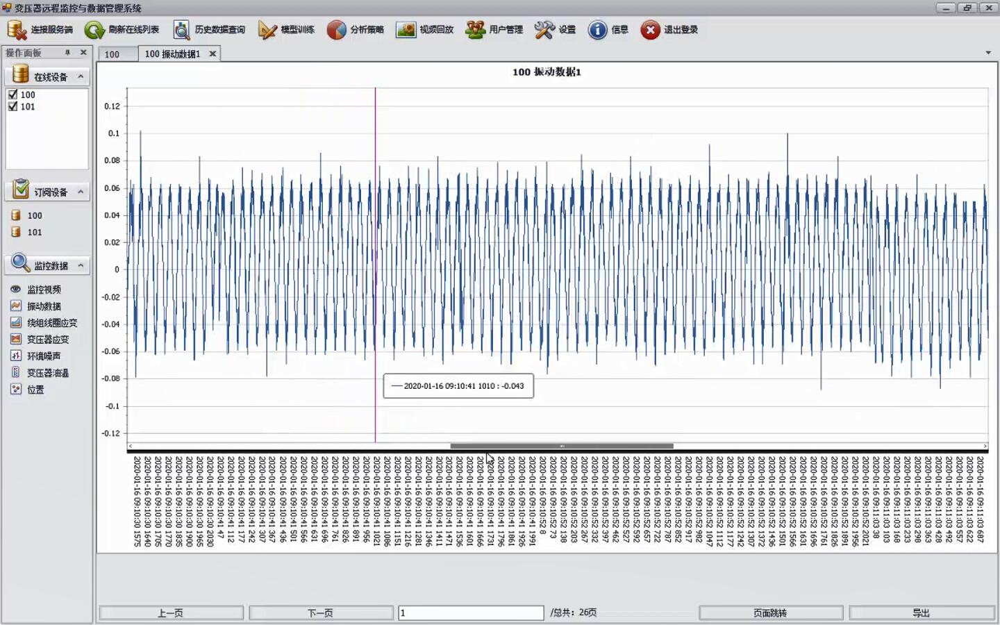 变压器远程监控与数据管理系统
连接服务端 刷新在线列表 历史数据查询 模型训练 分析策略 视频回放 用户管理 设置 信息 退出登录
操作面板
100 100 振动数据1
在线设备
100
101
订阅设备
100
101
监控数据
监控视频
振动数据
绕组线圈应变
变压器应变
环境噪声
变压器油温
位置
100 振动数据1
0.12
0.1
0.08
0.06
0.04
0.02
0
-0.02
-0.04
-0.06
-0.08
-0.1
-0.12
2020-01-16 09:10:41 1010 : -0.043
2020-01-16 09:10:30 1575
2020-01-16 09:10:30 1640
2020-01-16 09:10:30 1705
2020-01-16 09:10:30 1770
2020-01-16 09:10:30 1835
2020-01-16 09:10:30 1900
2020-01-16 09:10:30 1965
2020-01-16 09:10:30 2030
2020-01-16 09:10:41 47
2020-01-16 09:10:41 112
2020-01-16 09:10:41 177
2020-01-16 09:10:41 242
2020-01-16 09:10:41 307
2020-01-16 09:10:41 367
2020-01-16 09:10:41 436
2020-01-16 09:10:41 501
2020-01-16 09:10:41 566
2020-01-16 09:10:41 631
2020-01-16 09:10:41 696
2020-01-16 09:10:41 761
2020-01-16 09:10:41 826
2020-01-16 09:10:41 891
2020-01-16 09:10:41 956
2020-01-16 09:10:41 1021
2020-01-16 09:10:41 1086
2020-01-16 09:10:41 1151
2020-01-16 09:10:41 1216
2020-01-16 09:10:41 1281
2020-01-16 09:10:41 1346
2020-01-16 09:10:41 1411
2020-01-16 09:10:41 1471
2020-01-16 09:10:41 1536
2020-01-16 09:10:41 1601
2020-01-16 09:10:41 1666
2020-01-16 09:10:41 1731
2020-01-16 09:10:41 1796
2020-01-16 09:10:41 1861
2020-01-16 09:10:41 1926
2020-01-16 09:10:41 1991
2020-01-16 09:10:52 8
2020-01-16 09:10:52 73
2020-01-16 09:10:52 138
2020-01-16 09:10:52 203
2020-01-16 09:10:52 267
2020-01-16 09:10:52 332
2020-01-16 09:10:52 397
2020-01-16 09:10:52 462
2020-01-16 09:10:52 527
2020-01-16 09:10:52 592
2020-01-16 09:10:52 657
2020-01-16 09:10:52 722
2020-01-16 09:10:52 787
2020-01-16 09:10:52 852
2020-01-16 09:10:52 917
2020-01-16 09:10:52 982
2020-01-16 09:10:52 1047
2020-01-16 09:10:52 1112
2020-01-16 09:10:52 1177
2020-01-16 09:10:52 1242
2020-01-16 09:10:52 1307
2020-01-16 09:10:52 1372
2020-01-16 09:10:52 1436
2020-01-16 09:10:52 1501
2020-01-16 09:10:52 1566
2020-01-16 09:10:52 1631
2020-01-16 09:10:52 1696
2020-01-16 09:10:52 1761
2020-01-16 09:10:52 1826
2020-01-16 09:10:52 1891
2020-01-16 09:10:52 1956
2020-01-16 09:10:52 2021
2020-01-16 09:11:03 38
2020-01-16 09:11:03 103
2020-01-16 09:11:03 168
2020-01-16 09:11:03 233
2020-01-16 09:11:03 298
2020-01-16 09:11:03 363
2020-01-16 09:11:03 428
2020-01-16 09:11:03 492
2020-01-16 09:11:03 557
2020-01-16 09:11:03 622
2020-01-16 09:11:03 687
上一页 下一页 1 /总共：26页 页面跳转 导出